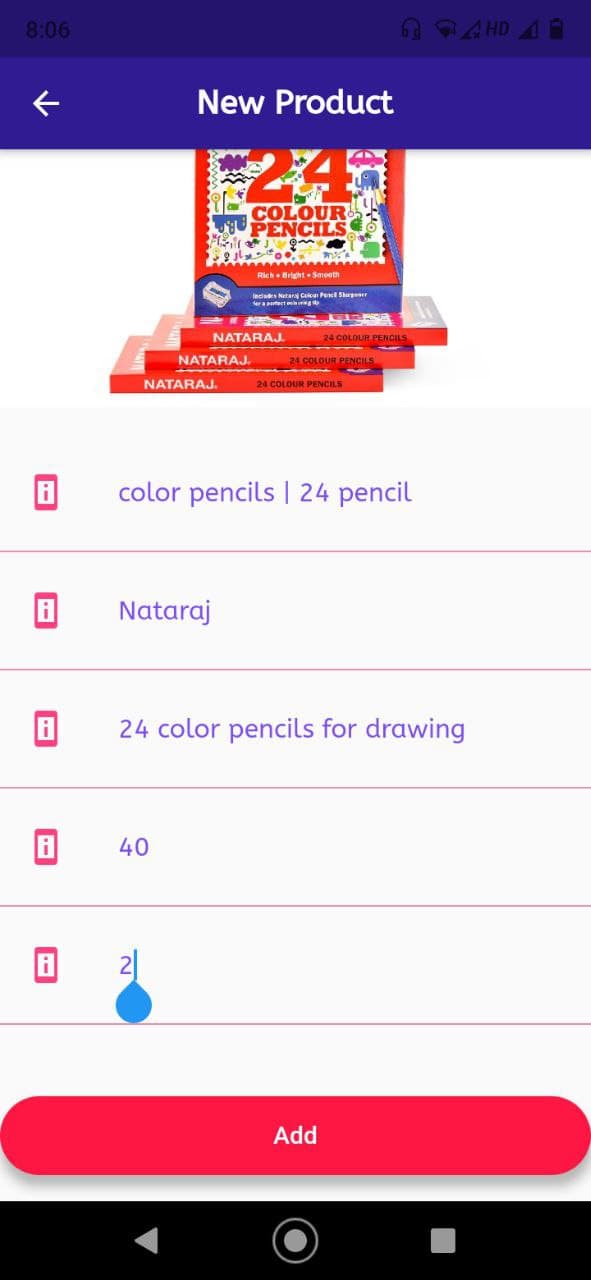 8:06
HD
New Product
24
COLOUR
PENCILS
Rich • Bright • Smooth
Includes Nataraj Colour Pencil Sharpener
for a perfect colouring tip
NATARAJ. 24 COLOUR PENCILS
NATARAJ. 24 COLOUR PENCILS
NATARAJ. 24 COLOUR PENCILS
color pencils | 24 pencil
Nataraj
24 color pencils for drawing
40
2
Add